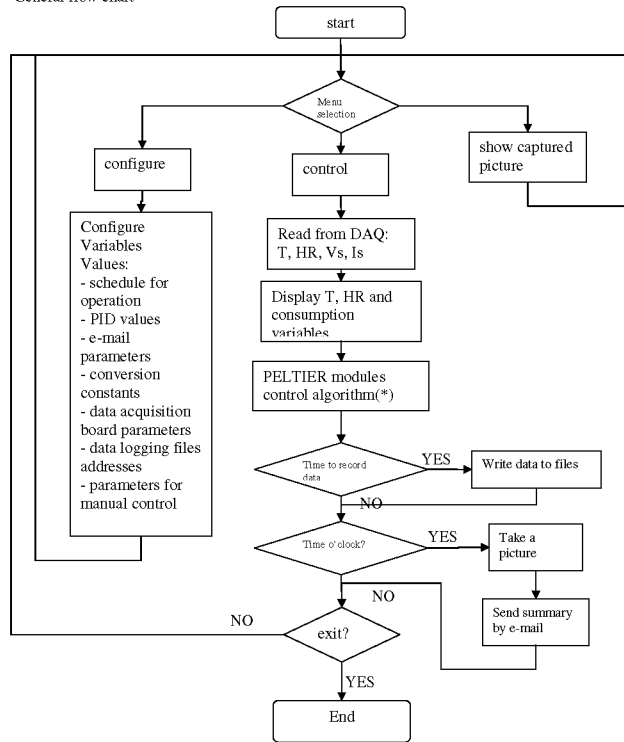 General flow chart
start
Menu
selection
configure
control
show captured
picture
Configure
Variables
Values:
- schedule for
operation
- PID values
- e-mail
parameters
- conversion
constants
- data acquisition
board parameters
- data logging files
addresses
- parameters for
manual control
Read from DAQ:
T, HR, Vs, Is
Display T, HR and
consumption
variables
PELTIER modules
control algorithm(*)
Time to record
data
YES
Write data to files
NO
Time o'clock?
YES
Take a
picture
NO
Send summary
by e-mail
NO
exit?
YES
End